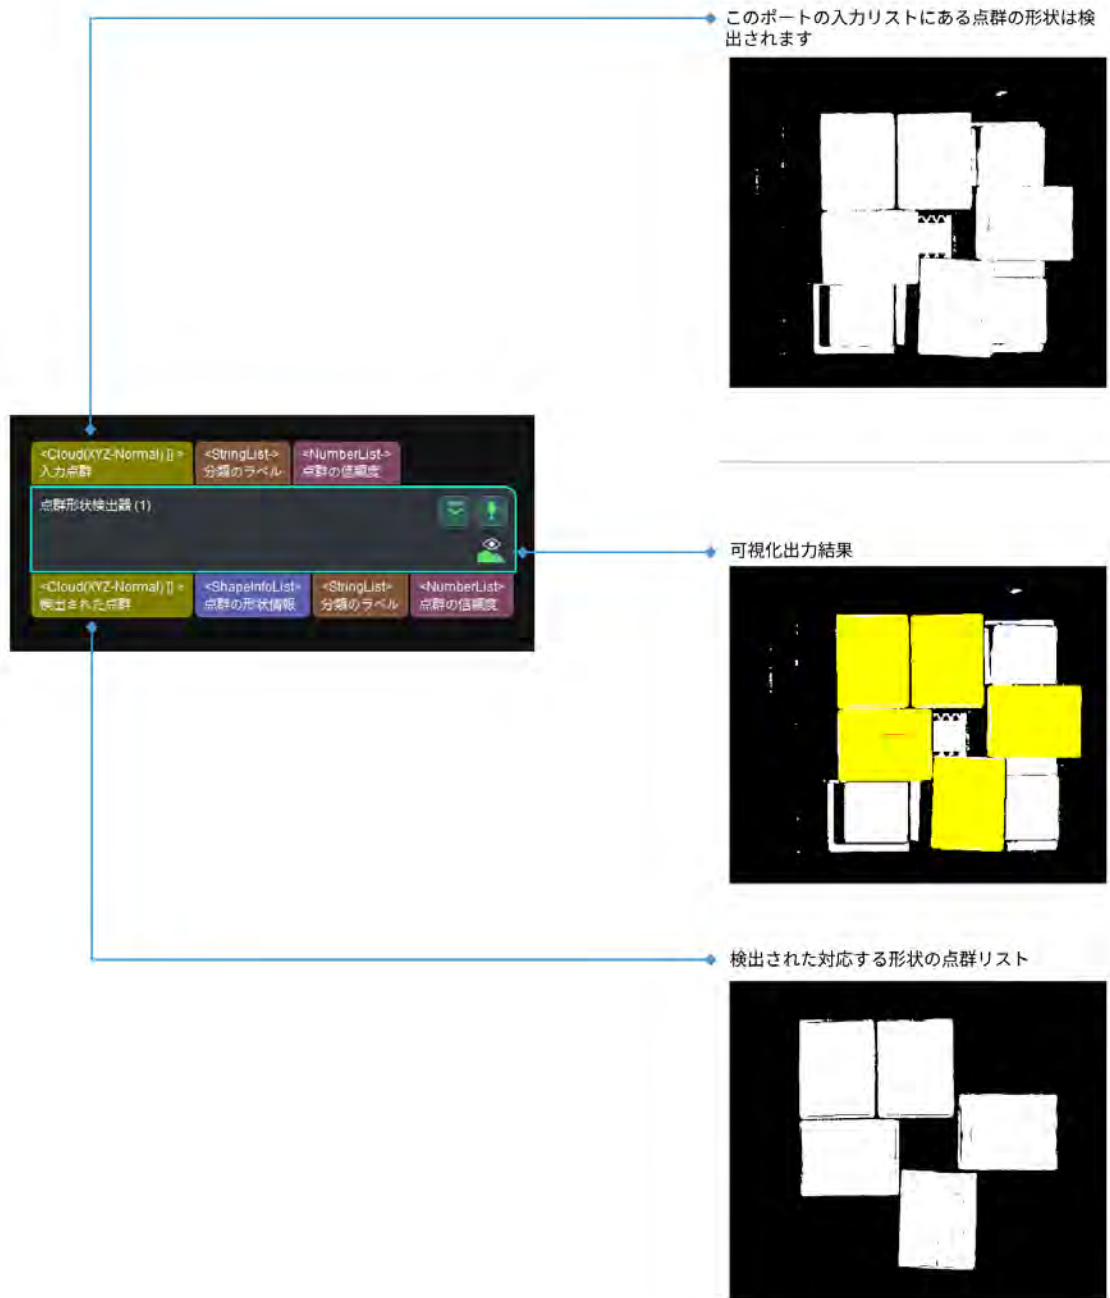 このポートの入力リストにある点群の形状は検
出されます
<Cloud(XYZ-Normal) [] >
入力点群
<StringList->
分類のラベル
<NumberList->
点群の信頼度
点群形状検出器 (1)
可視化出力結果
<Cloud(XYZ-Normal) [] >
検出された点群
<ShapeInfoList>
点群の形状情報
<StringList>
分類のラベル
<NumberList>
点群の信頼度
検出された対応する形状の点群リスト